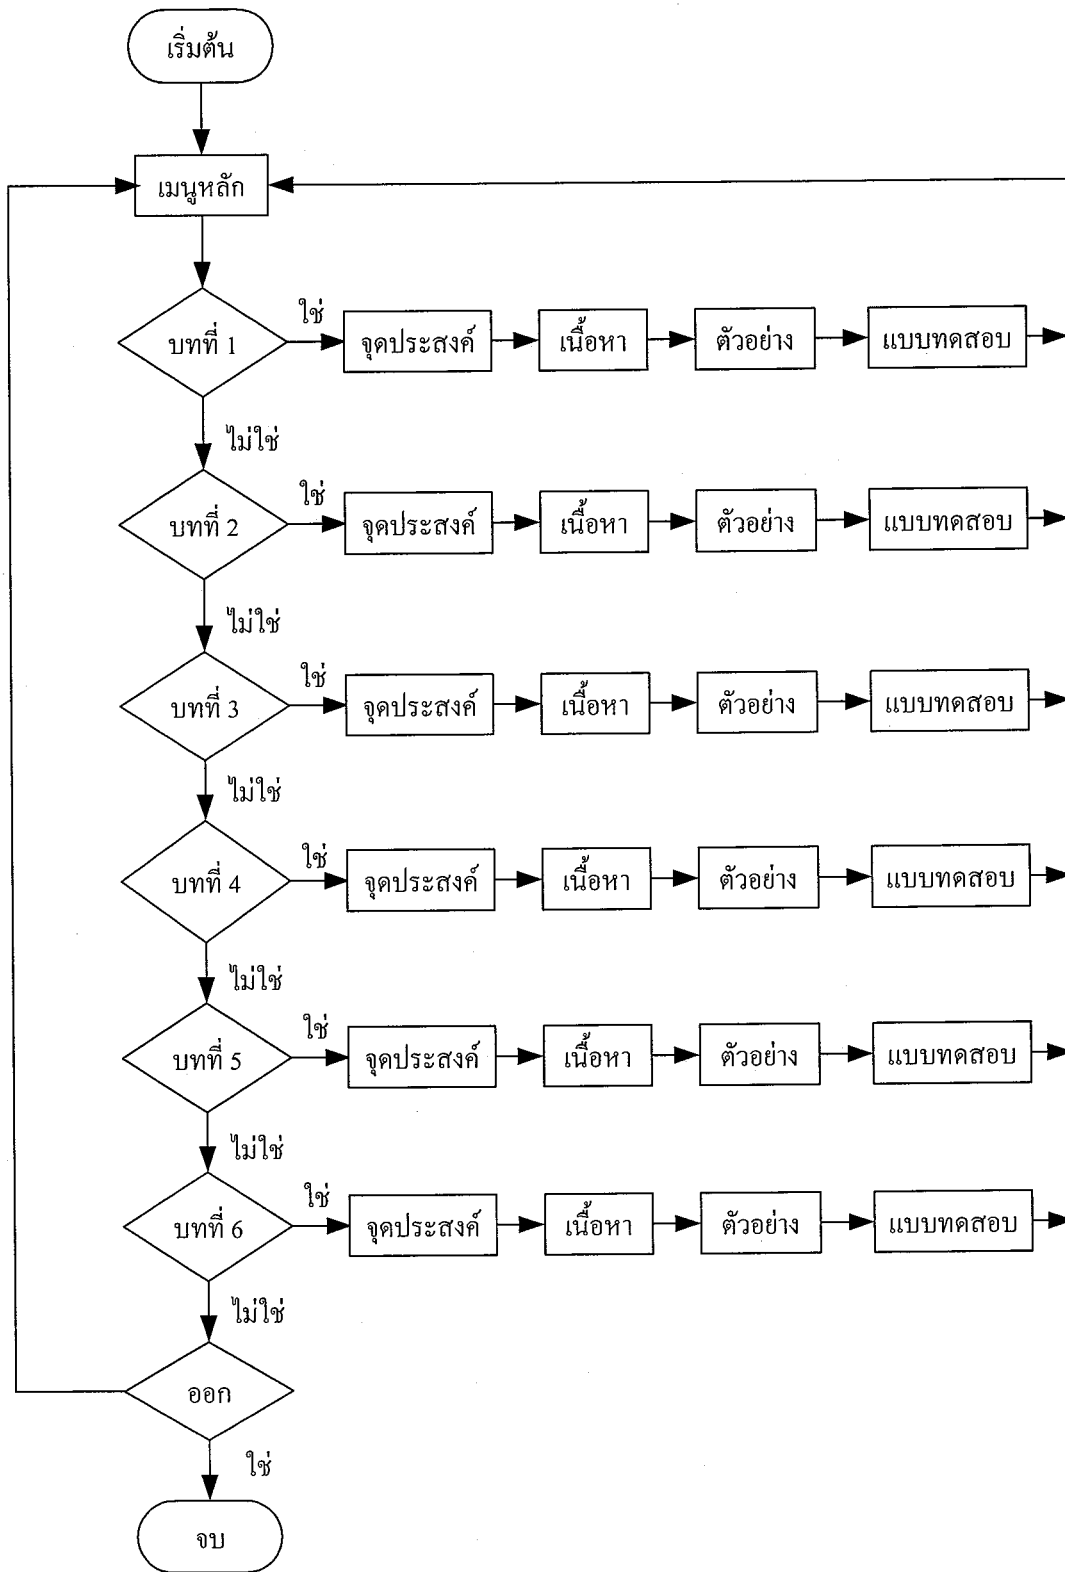 เริ่มต้น
เมนูหลัก
บทที่ 1
ใช่
จุดประสงค์
เนื้อหา
ตัวอย่าง
แบบทดสอบ
ไม่ใช่
บทที่ 2
ใช่
จุดประสงค์
เนื้อหา
ตัวอย่าง
แบบทดสอบ
ไม่ใช่
บทที่ 3
ใช่
จุดประสงค์
เนื้อหา
ตัวอย่าง
แบบทดสอบ
ไม่ใช่
บทที่ 4
ใช่
จุดประสงค์
เนื้อหา
ตัวอย่าง
แบบทดสอบ
ไม่ใช่
บทที่ 5
ใช่
จุดประสงค์
เนื้อหา
ตัวอย่าง
แบบทดสอบ
ไม่ใช่
บทที่ 6
ใช่
จุดประสงค์
เนื้อหา
ตัวอย่าง
แบบทดสอบ
ไม่ใช่
ออก
ใช่
จบ